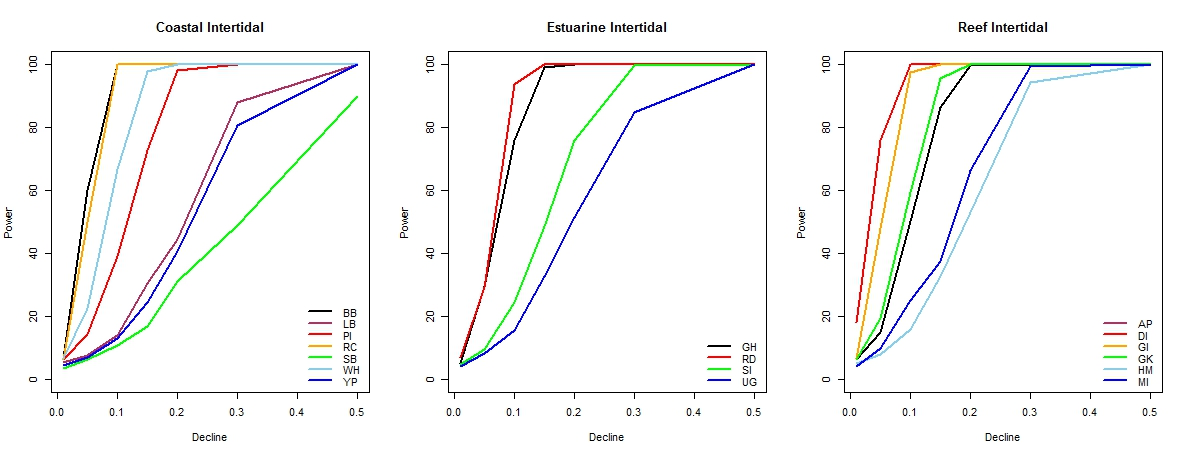 Coastal Intertidal
Power
100
80
60
40
20
0
BB
LB
PI
RC
SB
WH
YP
0.0 0.1 0.2 0.3 0.4 0.5
Decline
Estuarine Intertidal
Power
100
80
60
40
20
0
GH
RD
SI
UG
0.0 0.1 0.2 0.3 0.4 0.5
Decline
Reef Intertidal
Power
100
80
60
40
20
0
AP
DI
GI
GK
HM
MI
0.0 0.1 0.2 0.3 0.4 0.5
Decline